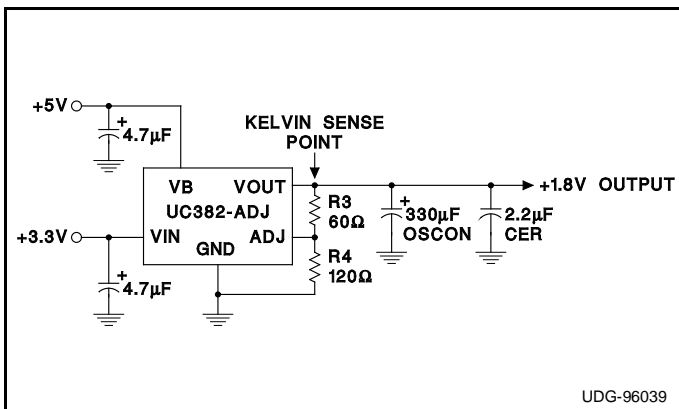 +5V
+
4.7μF
KELVIN SENSE
POINT
VB VOUT
UC382-ADJ
VIN ADJ
GND
+3.3V
+
4.7μF
R3
60Ω
R4
120Ω
+
330μF
OSCON
2.2μF
CER
+1.8V OUTPUT
UDG-96039